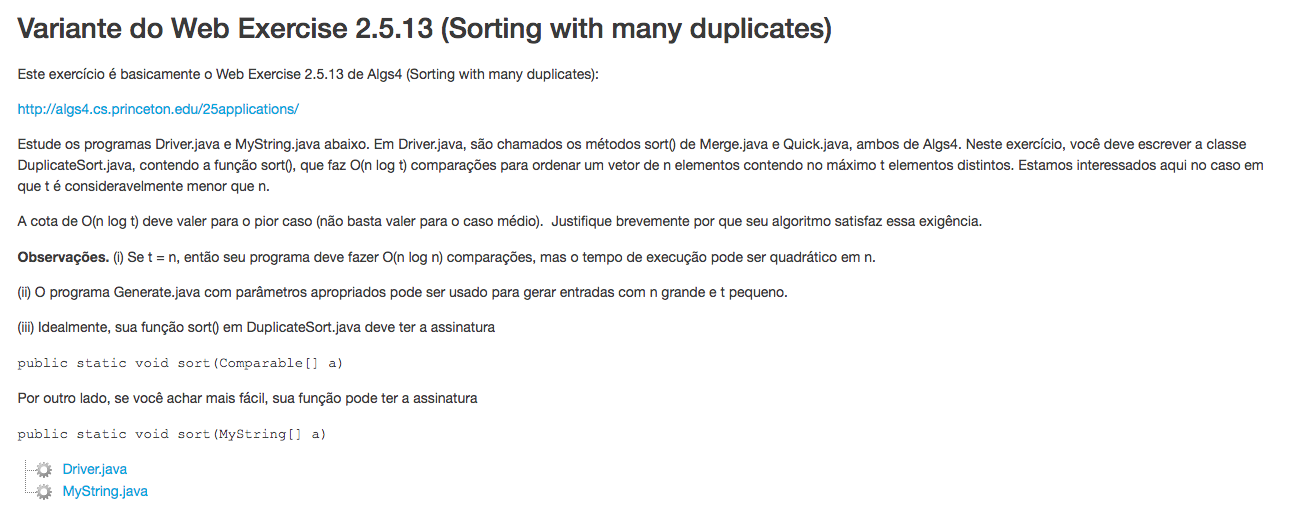 Variante do Web Exercise 2.5.13 (Sorting with many duplicates)
Este exercício é basicamente o Web Exercise 2.5.13 de Algs4 (Sorting with many duplicates):
http://algs4.cs.princeton.edu/25applications/
Estude os programas Driver.java e MyString.java abaixo. Em Driver.java, são chamados os métodos sort() de Merge.java e Quick.java, ambos de Algs4. Neste exercício, você deve escrever a classe
DuplicateSort.java, contendo a função sort(), que faz O(n log t) comparações para ordenar um vetor de n elementos contendo no máximo t elementos distintos. Estamos interessados aqui no caso em
que t é consideravelmente menor que n.
A cota de O(n log t) deve valer para o pior caso (não basta valer para o caso médio).  Justifique brevemente por que seu algoritmo satisfaz essa exigência.
Observações. (i) Se t = n, então seu programa deve fazer O(n log n) comparações, mas o tempo de execução pode ser quadrático em n.
(ii) O programa Generate.java com parâmetros apropriados pode ser usado para gerar entradas com n grande e t pequeno.
(iii) Idealmente, sua função sort() em DuplicateSort.java deve ter a assinatura
public static void sort(Comparable[] a)
Por outro lado, se você achar mais fácil, sua função pode ter a assinatura
public static void sort(MyString[] a)
Driver.java
MyString.java